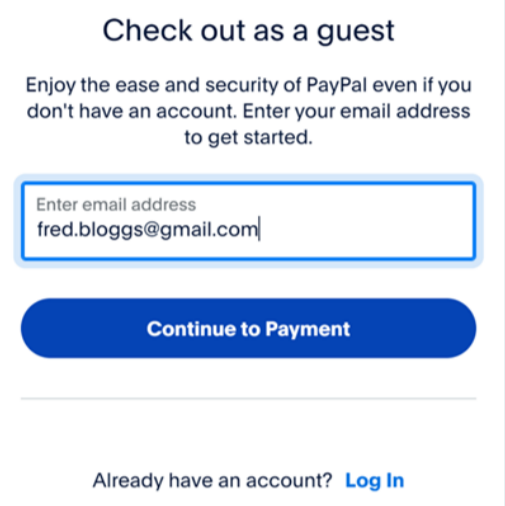 Check out as a guest
Enjoy the ease and security of PayPal even if you
don't have an account. Enter your email address
to get started.
Enter email address
fred.bloggs@gmail.com
Continue to Payment
Already have an account? Log In